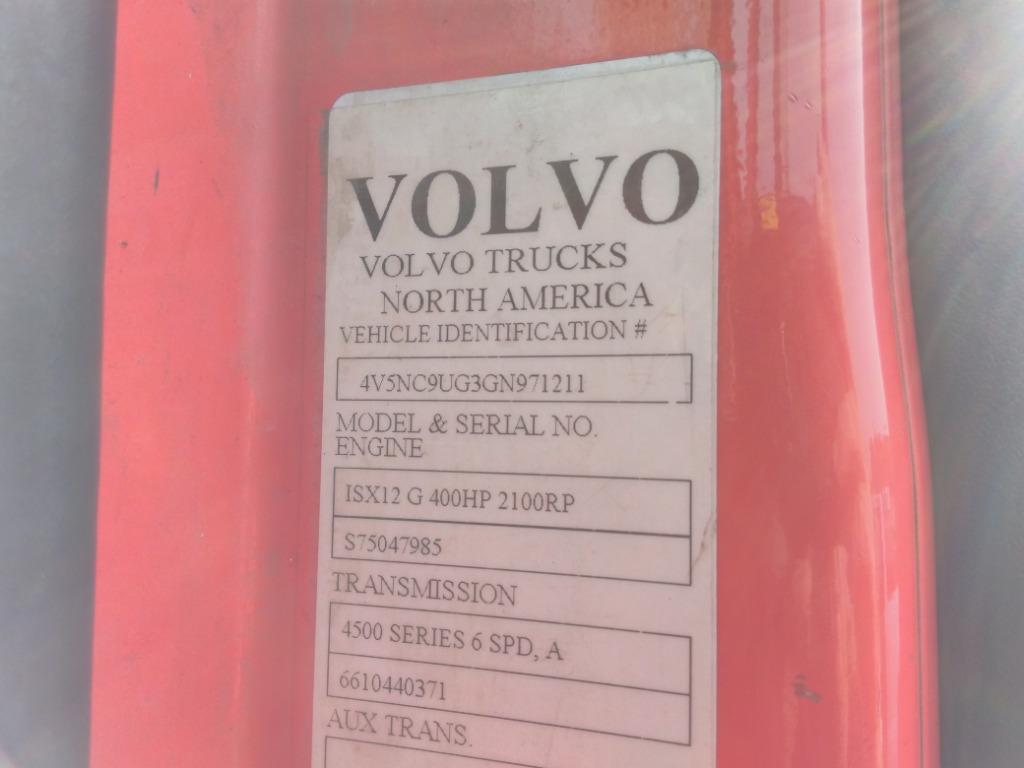 VOLVO
VOLVO TRUCKS
NORTH AMERICA
VEHICLE IDENTIFICATION #
4V5NC9UG3GN971211
MODEL & SERIAL NO.
ENGINE
ISX12 G 400HP 2100RP
S75047985
TRANSMISSION
4500 SERIES 6 SPD, A
6610440371
AUX TRANS.